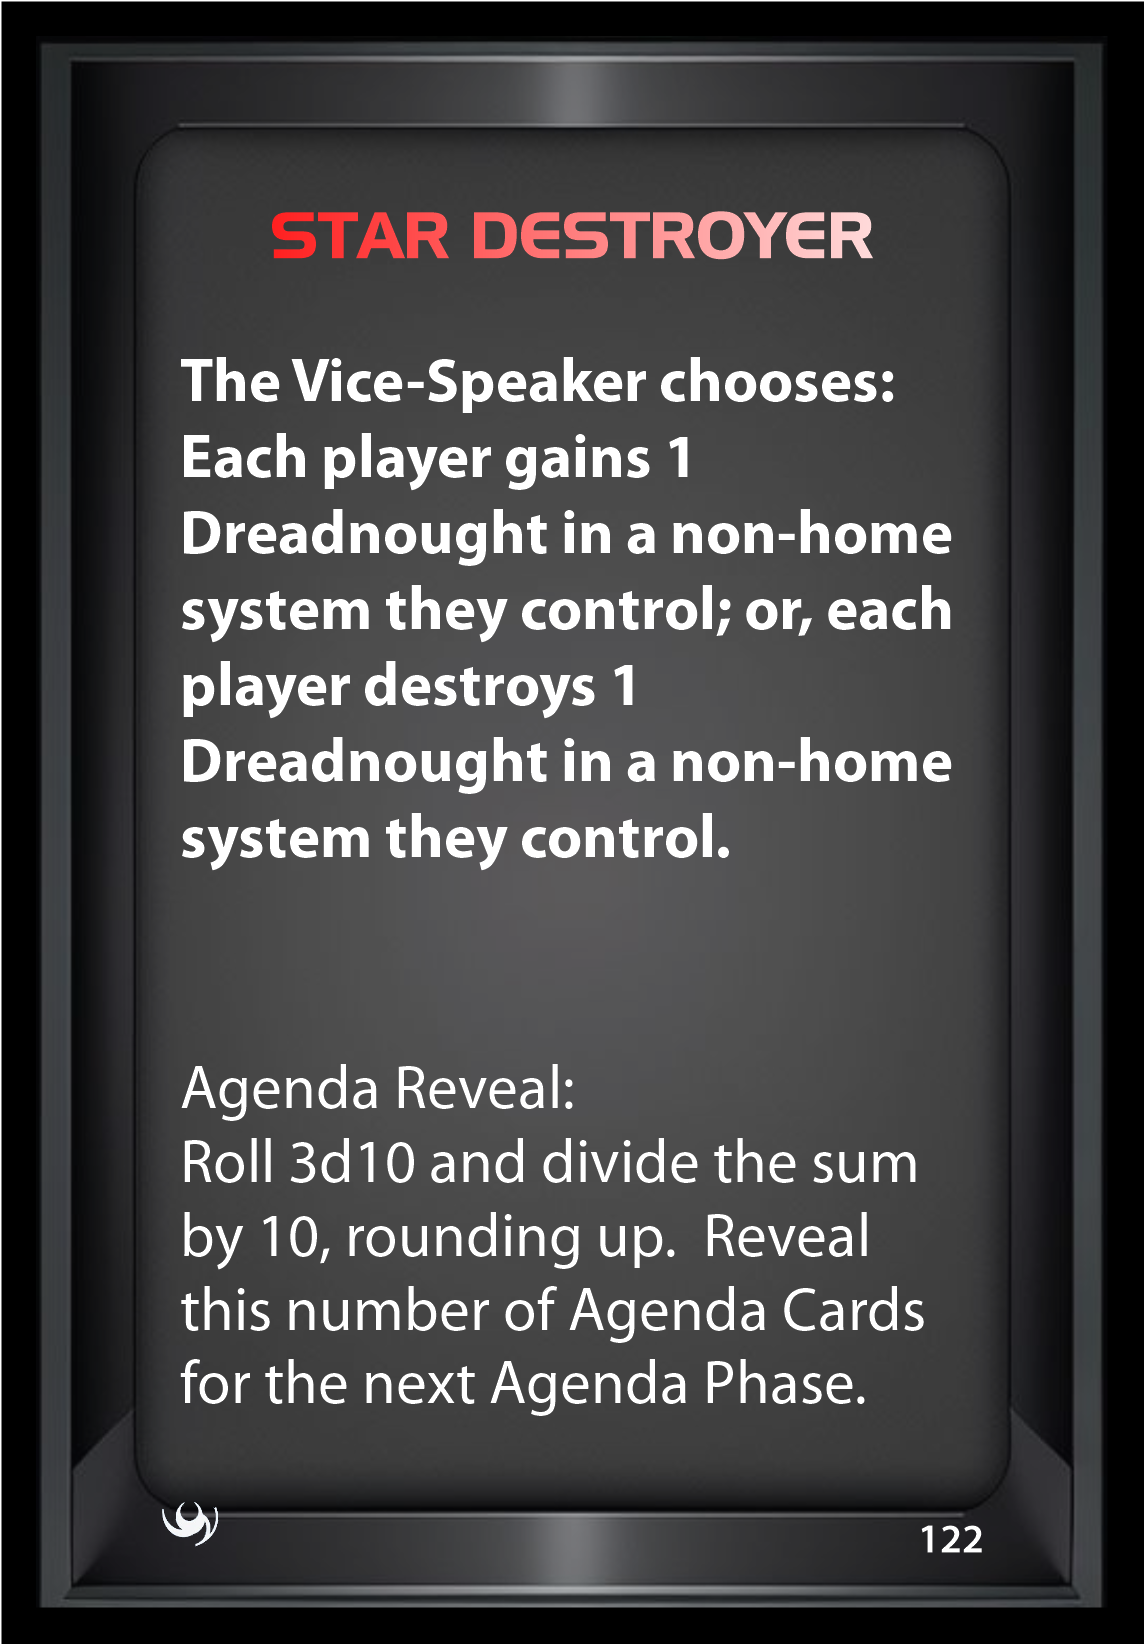 STAR DESTROYER
The Vice-Speaker chooses:
Each player gains 1
Dreadnought in a non-home
system they control; or, each
player destroys 1
Dreadnought in a non-home
system they control.
Agenda Reveal:
Roll 3d10 and divide the sum
by 10, rounding up.  Reveal
this number of Agenda Cards
for the next Agenda Phase.
122